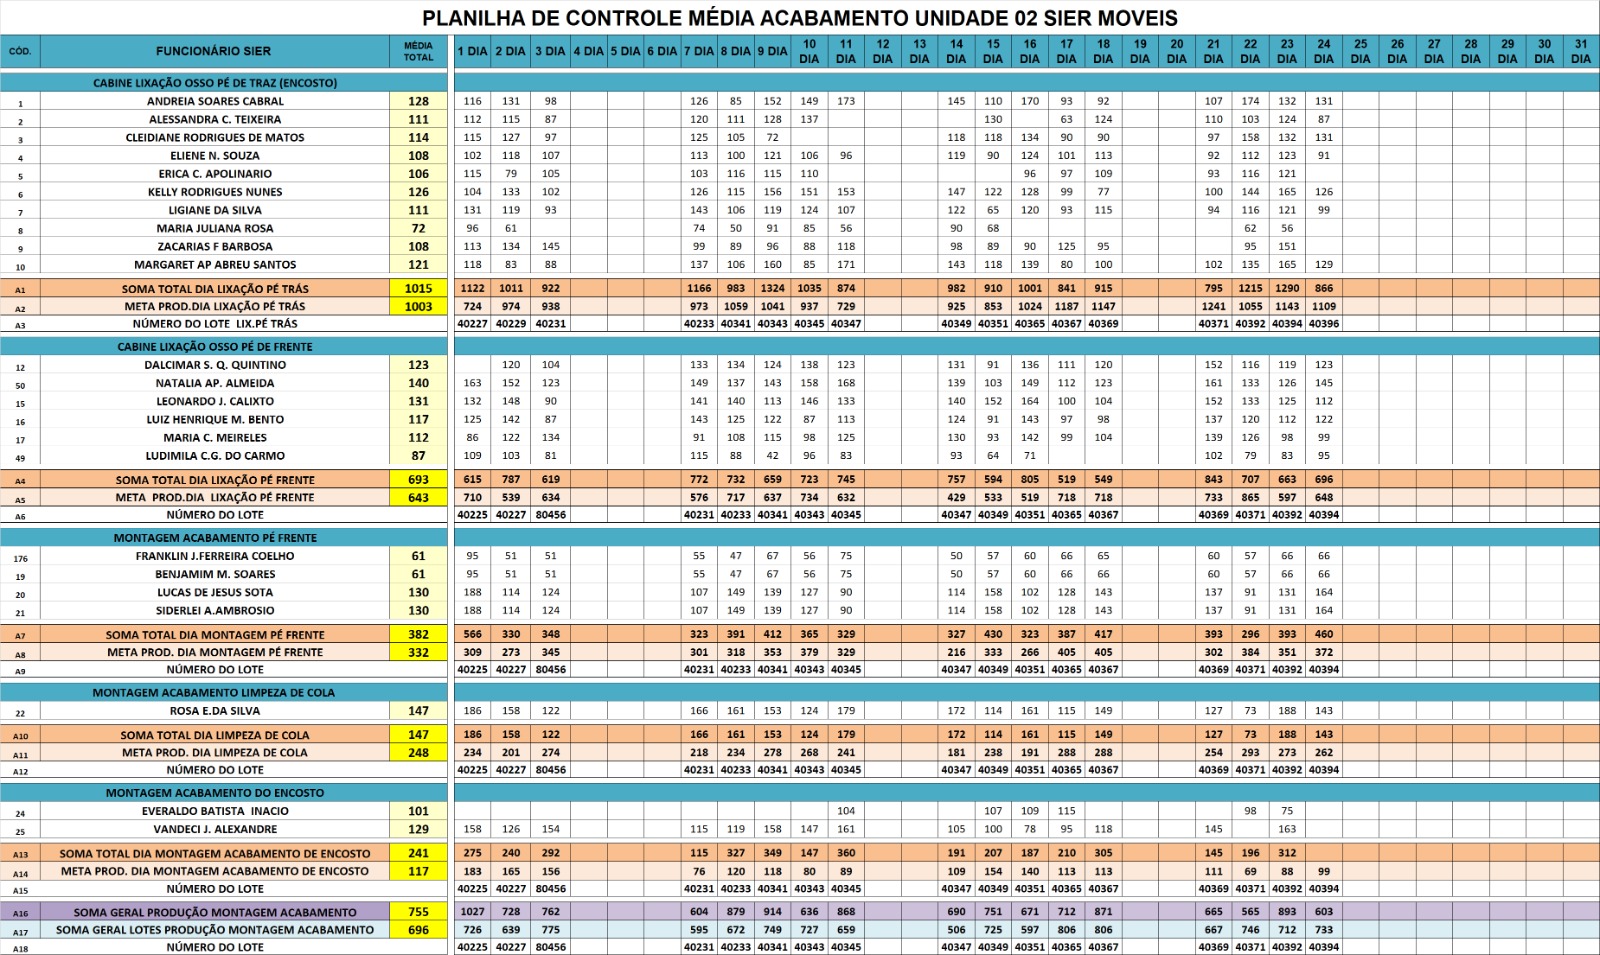 PLANILHA DE CONTROLE MÉDIA ACABAMENTO UNIDADE 02 SIER MOVEIS
CÓD. FUNCIONÁRIO SIER MÉDIA TOTAL 1 DIA 2 DIA 3 DIA 4 DIA 5 DIA 6 DIA 7 DIA 8 DIA 9 DIA 10 DIA 11 DIA 12 DIA 13 DIA 14 DIA 15 DIA 16 DIA 17 DIA 18 DIA 19 DIA 20 DIA 21 DIA 22 DIA 23 DIA 24 DIA 25 DIA 26 DIA 27 DIA 28 DIA 29 DIA 30 DIA 31 DIA
CABINE LIXAÇÃO OSSO PÉ DE TRAZ (ENCOSTO)
1 ANDREIA SOARES CABRAL 128 116 131 98 126 85 152 149 173 145 110 170 93 92 107 174 132 131
2 ALESSANDRA C. TEIXEIRA 111 112 115 87 120 111 128 137 130 63 124 110 103 124 87
3 CLEIDIANE RODRIGUES DE MATOS 114 115 127 97 125 105 72 118 118 134 90 90 97 158 132 131
4 ELIENE N. SOUZA 108 102 118 107 113 100 121 106 96 119 90 124 101 113 92 112 123 91
5 ERICA C. APOLINARIO 106 115 79 105 103 116 115 110 96 97 109 93 116 121
6 KELLY RODRIGUES NUNES 126 104 133 102 126 115 156 151 153 147 122 128 99 77 100 144 165 126
7 LIGIANE DA SILVA 111 131 119 93 143 106 119 124 107 122 65 120 93 115 94 116 121 99
8 MARIA JULIANA ROSA 72 96 61 74 50 91 85 56 90 68 62 56
9 ZACARIAS F BARBOSA 108 113 134 145 99 89 96 88 118 98 89 90 125 95 95 151
10 MARGARET AP ABREU SANTOS 121 118 83 88 137 106 160 85 171 143 118 139 80 100 102 135 165 129
A1 SOMA TOTAL DIA LIXAÇÃO PÉ TRÁS 1015 1122 1011 922 1166 983 1324 1035 874 982 910 1001 841 915 795 1215 1290 866
A2 META PROD.DIA LIXAÇÃO PÉ TRÁS 1003 724 974 938 973 1059 1041 937 729 925 853 1024 1187 1147 1241 1055 1143 1109
A3 NÚMERO DO LOTE LIX.PÉ TRÁS 40227 40229 40231 40233 40341 40343 40345 40347 40349 40351 40365 40367 40369 40371 40392 40394 40396
CABINE LIXAÇÃO OSSO PÉ DE FRENTE
12 DALCIMAR S. Q. QUINTINO 123 120 104 133 134 124 138 123 131 91 136 111 120 152 116 119 123
50 NATALIA AP. ALMEIDA 140 163 152 123 149 137 143 158 168 139 103 149 112 123 161 133 126 145
15 LEONARDO J. CALIXTO 131 132 148 90 141 140 113 146 133 140 152 164 100 104 152 133 125 112
16 LUIZ HENRIQUE M. BENTO 117 125 142 87 143 125 122 87 113 124 91 143 97 98 137 120 112 122
17 MARIA C. MEIRELES 112 86 122 134 91 108 115 98 125 130 93 142 99 104 139 126 98 99
49 LUDIMILA C.G. DO CARMO 87 109 103 81 115 88 42 96 83 93 64 71 102 79 83 95
A4 SOMA TOTAL DIA LIXAÇÃO PÉ FRENTE 693 615 787 619 772 732 659 723 745 757 594 805 519 549 843 707 663 696
A5 META PROD.DIA LIXAÇÃO PÉ FRENTE 643 710 539 634 576 717 637 734 632 429 533 519 718 718 733 865 597 648
A6 NÚMERO DO LOTE 40225 40227 80456 40231 40233 40341 40343 40345 40347 40349 40351 40365 40367 40369 40371 40392 40394
MONTAGEM ACABAMENTO PÉ FRENTE
176 FRANKLIN J.FERREIRA COELHO 61 95 51 51 55 47 67 56 75 50 57 60 66 65 60 57 66 66
19 BENJAMIM M. SOARES 61 95 51 51 55 47 67 56 75 50 57 60 66 66 60 57 66 66
20 LUCAS DE JESUS SOTA 130 188 114 124 107 149 139 127 90 114 158 102 128 143 137 91 131 164
21 SIDERLEI A.AMBROSIO 130 188 114 124 107 149 139 127 90 114 158 102 128 143 137 91 131 164
A7 SOMA TOTAL DIA MONTAGEM PÉ FRENTE 382 566 330 348 323 391 412 365 329 327 430 323 387 417 393 296 393 460
A8 META PROD. DIA MONTAGEM PÉ FRENTE 332 309 273 345 301 318 353 379 329 216 333 266 405 405 302 384 351 372
A9 NÚMERO DO LOTE 40225 40227 80456 40231 40233 40341 40343 40345 40347 40349 40351 40365 40367 40369 40371 40392 40394
MONTAGEM ACABAMENTO LIMPEZA DE COLA
22 ROSA E.DA SILVA 147 186 158 122 166 161 153 124 179 172 114 161 115 149 127 73 188 143
A10 SOMA TOTAL DIA LIMPEZA DE COLA 147 186 158 122 166 161 153 124 179 172 114 161 115 149 127 73 188 143
A11 META PROD. DIA LIMPEZA DE COLA 248 234 201 274 218 234 278 268 241 181 238 191 288 288 254 293 273 262
A12 NÚMERO DO LOTE 40225 40227 80456 40231 40233 40341 40343 40345 40347 40349 40351 40365 40367 40369 40371 40392 40394
MONTAGEM ACABAMENTO DO ENCOSTO
24 EVERALDO BATISTA INACIO 101 104 107 109 115 98 75
25 VANDECI J. ALEXANDRE 129 158 126 154 115 119 158 147 161 105 100 78 95 118 145 163
A13 SOMA TOTAL DIA MONTAGEM ACABAMENTO DE ENCOSTO 241 275 240 292 115 327 349 147 360 191 207 187 210 305 145 196 312
A14 META PROD. DIA MONTAGEM ACABAMENTO DE ENCOSTO 117 183 165 156 76 120 118 80 89 109 154 140 113 113 111 69 88 99
A15 NÚMERO DO LOTE 40225 40227 80456 40231 40233 40341 40343 40345 40347 40349 40351 40365 40367 40369 40371 40392 40394
A16 SOMA GERAL PRODUÇÃO MONTAGEM ACABAMENTO 755 1027 728 762 604 879 914 636 868 690 751 671 712 871 665 565 893 603
A17 SOMA GERAL LOTES PRODUÇÃO MONTAGEM ACABAMENTO 696 726 639 775 595 672 749 727 659 506 725 597 806 806 667 746 712 733
A18 NÚMERO DO LOTE 40225 40227 80456 40231 40233 40341 40343 40345 40347 40349 40351 40365 40367 40369 40371 40392 40394